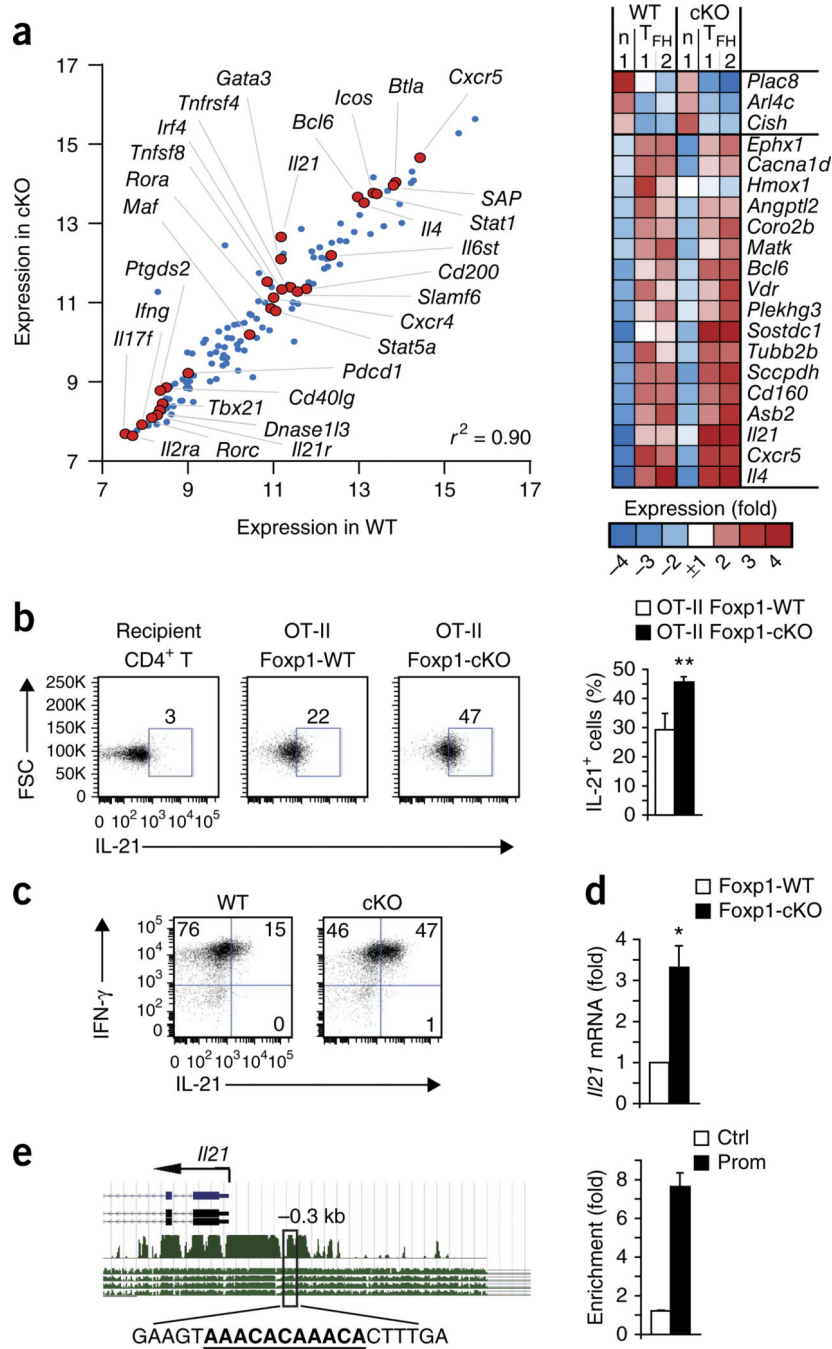 a
17
15
13
11
9
7
7 9 11 13 15 17
Expression in cKO
Expression in WT
Gata3
Tnfrsf4
Irf4
Tnfsf8
Rora
Maf
Ptgds2
Ifng
Il17f
Il21
Bcl6
Icos
Btla
Cxcr5
SAP
Stat1
Il4
Il6st
Cd200
Slamf6
Cxcr4
Stat5a
Pdcd1
Cd40lg
Tbx21
Dnase1l3
Il2ra Rorc Il21r
r² = 0.90
WT cKO
n TFH n TFH
1 1 2 1 1 2
Plac8
Arl4c
Cish
Ephx1
Cacna1d
Hmox1
Angptl2
Coro2b
Matk
Bcl6
Vdr
Plekhg3
Sostdc1
Tubb2b
Sccpdh
Cd160
Asb2
Il21
Cxcr5
Il4
Expression (fold)
−4 −3 −2 ±1 2 3 4
b
Recipient
CD4⁺ T
OT-II
Foxp1-WT
OT-II
Foxp1-cKO
250K
200K
150K
100K
50K
0
FSC
3
22
47
0 10² 10³ 10⁴ 10⁵
IL-21
OT-II Foxp1-WT
OT-II Foxp1-cKO
IL-21⁺ cells (%)
50
40
30
20
10
0
**
c
WT cKO
IFN-γ
10⁵
10⁴
10³
10²
0
76 15
0
46 47
1
0 10² 10³ 10⁴ 10⁵
IL-21
d
Foxp1-WT
Foxp1-cKO
Il21 mRNA (fold)
4
3
2
1
0
*
e
Il21
−0.3 kb
GAAGTAAACACAAACACTTTGA
Ctrl
Prom
Enrichment (fold)
8
6
4
2
0